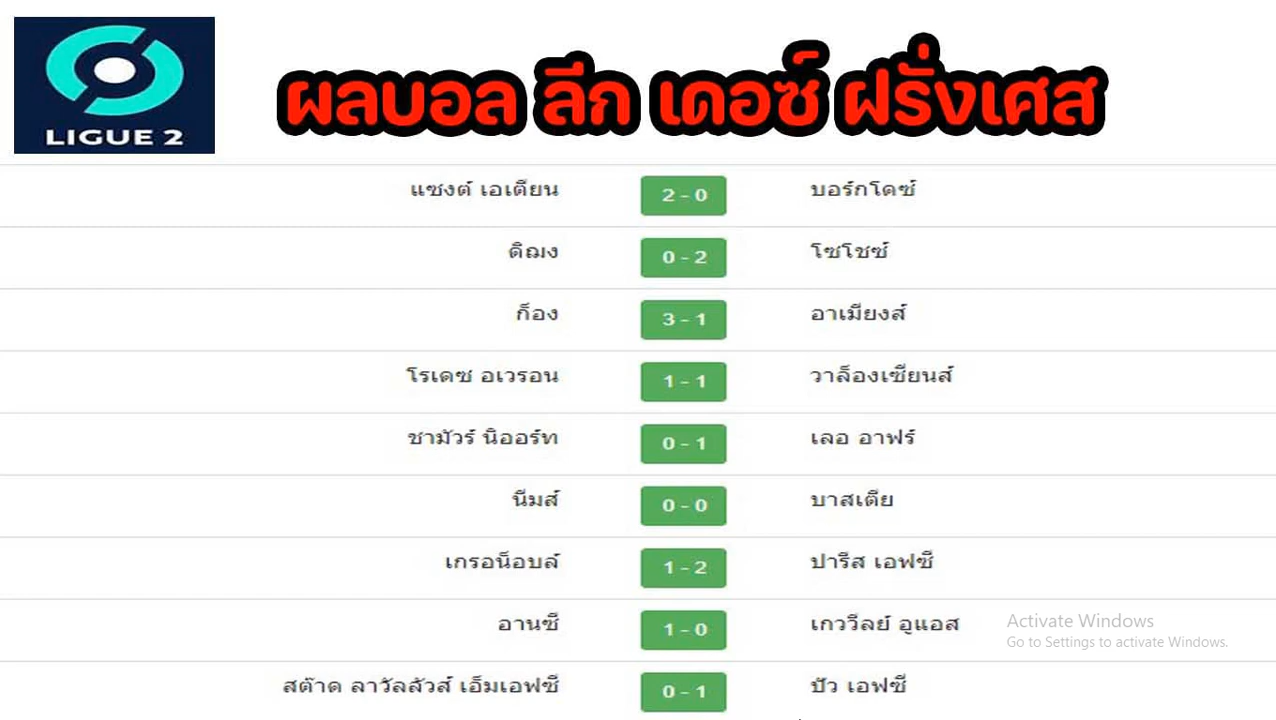 LIGUE 2
ผลบอล ลีก เดอซ์ ฝรั่งเศส
แซงต์ เอเตียน 2 - 0 บอร์กโดซ์
ดิฌง 0 - 2 โซโชซ์
ก็อง 3 - 1 อาเมียงส์
โรเดซ อเวรอน 1 - 1 วาล็องเซียนส์
ชามัวร์ นิออร์ท 0 - 1 เลอ อาฟร์
นีมส์ 0 - 0 บาสเตีย
เกรอน็อบล์ 1 - 2 ปารีส เอฟซี
อานซี 1 - 0 เกววีลย์ อูแอส
Activate Windows
Go to Settings to activate Windows.
สต๊าด ลาวัลลัวส์ เอ็มเอฟซี 0 - 1 ปัว เอฟซี